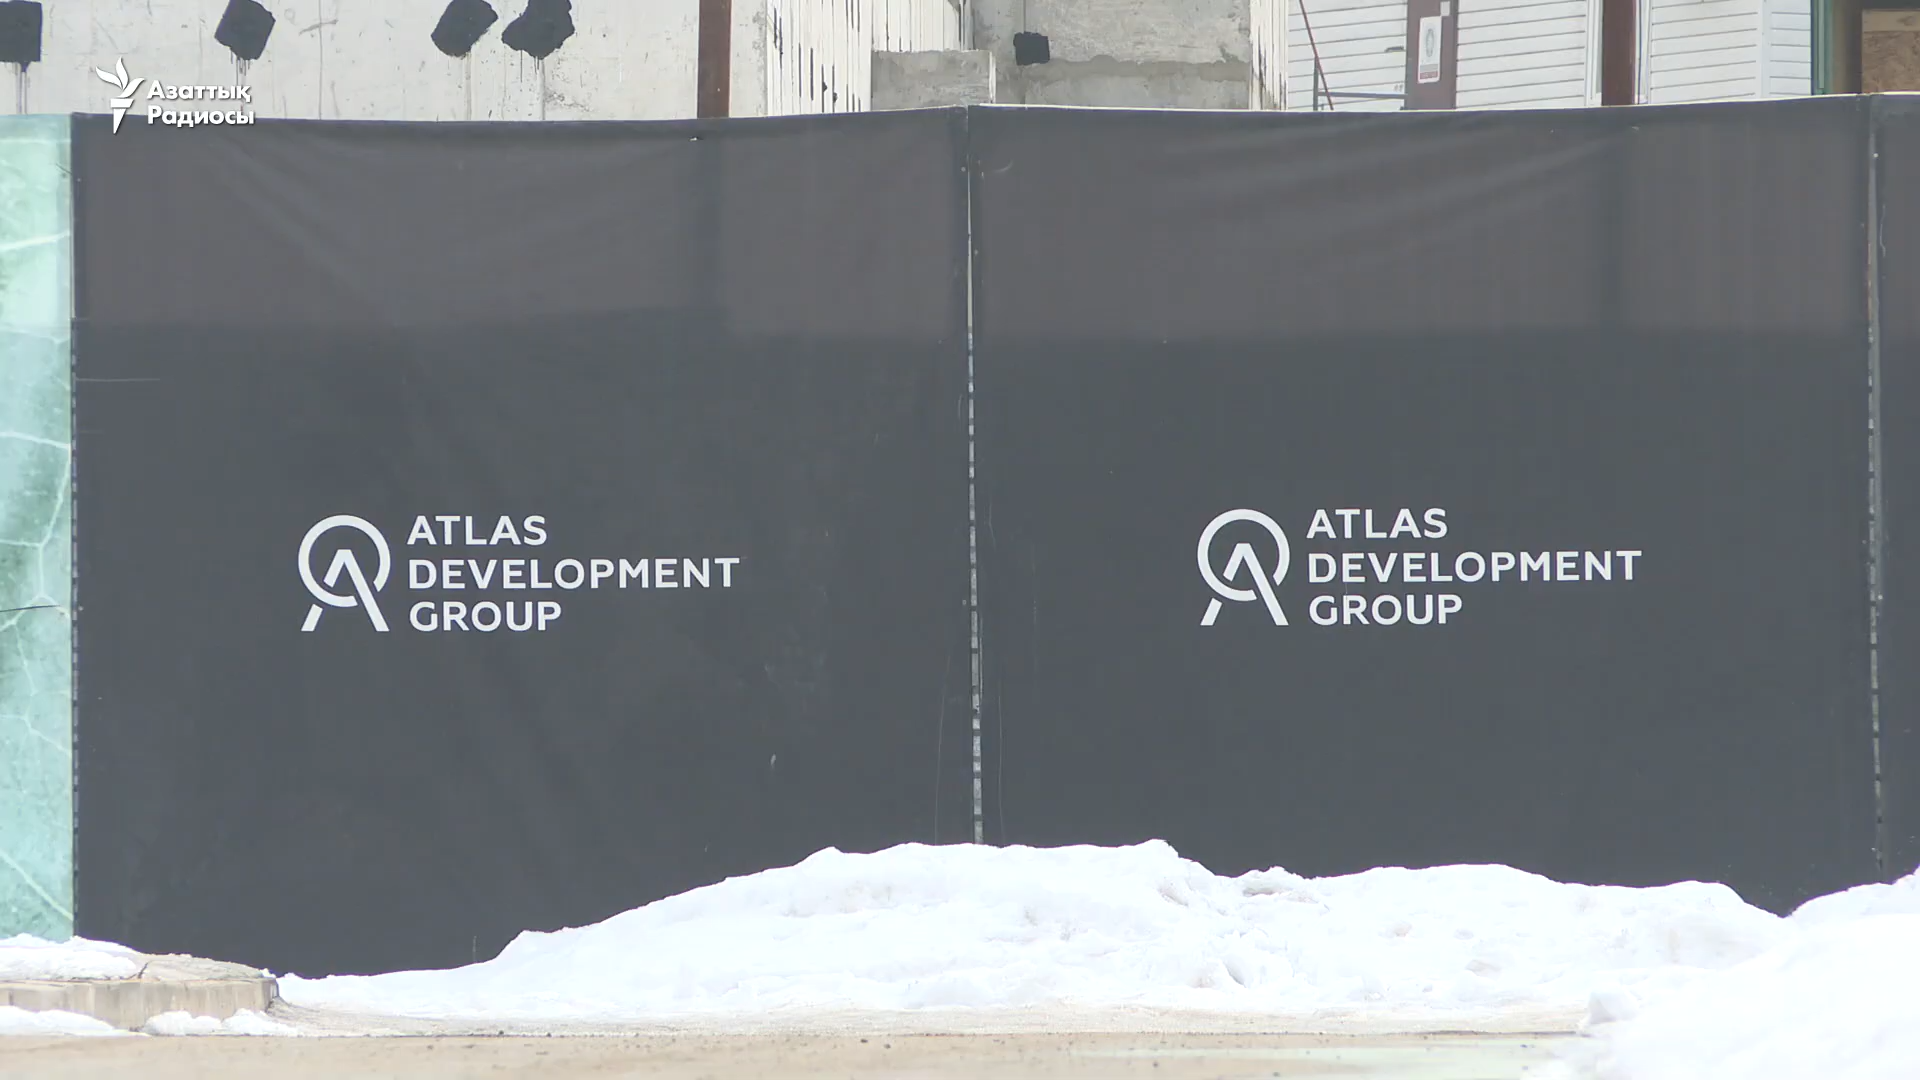 Азаттық
Радиосы
ATLAS
DEVELOPMENT
GROUP
ATLAS
DEVELOPMENT
GROUP